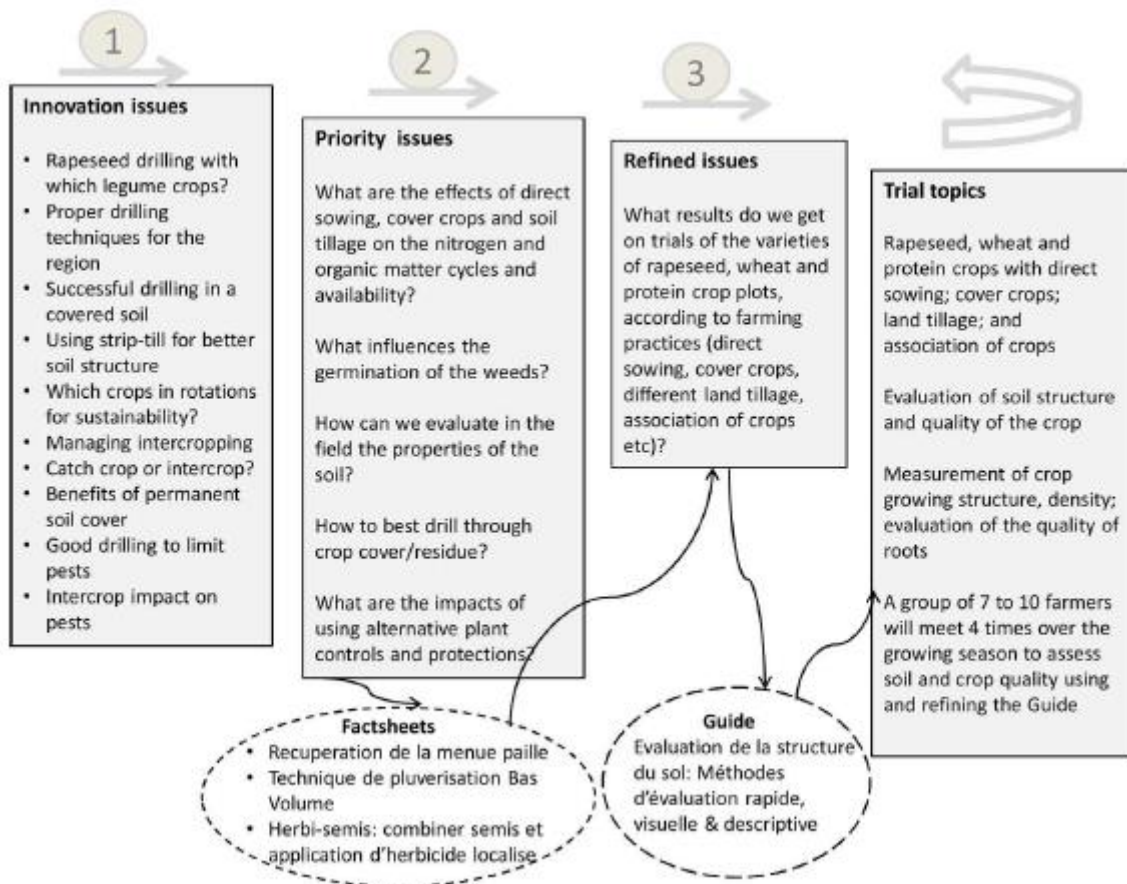 1
Innovation issues
• Rapeseed drilling with
which legume crops?
• Proper drilling
techniques for the
region
• Successful drilling in a
covered soil
• Using strip-till for better
soil structure
• Which crops in rotations
for sustainability?
• Managing intercropping
• Catch crop or intercrop?
• Benefits of permanent
soil cover
• Good drilling to limit
pests
• Intercrop impact on
pests
2
Priority issues
What are the effects of direct
sowing, cover crops and soil
tillage on the nitrogen and
organic matter cycles and
availability?
What influences the
germination of the weeds?
How can we evaluate in the
field the properties of the
soil?
How to best drill through
crop cover/residue?
What are the impacts of
using alternative plant
controls and protections?
Factsheets
• Recuperation de la menue paille
• Technique de pluverisation Bas
Volume
• Herbi-semis: combiner semis et
application d'herbicide localise
3
Refined issues
What results do we get
on trials of the varieties
of rapeseed, wheat and
protein crop plots,
according to farming
practices (direct
sowing, cover crops,
different land tillage,
association of crops
etc)?
Guide
Evaluation de la structure
du sol: Méthodes
d'évaluation rapide,
visuelle & descriptive
Trial topics
Rapeseed, wheat and
protein crops with direct
sowing; cover crops;
land tillage; and
association of crops
Evaluation of soil structure
and quality of the crop
Measurement of crop
growing structure, density;
evaluation of the quality of
roots
A group of 7 to 10 farmers
will meet 4 times over the
growing season to assess
soil and crop quality using
and refining the Guide